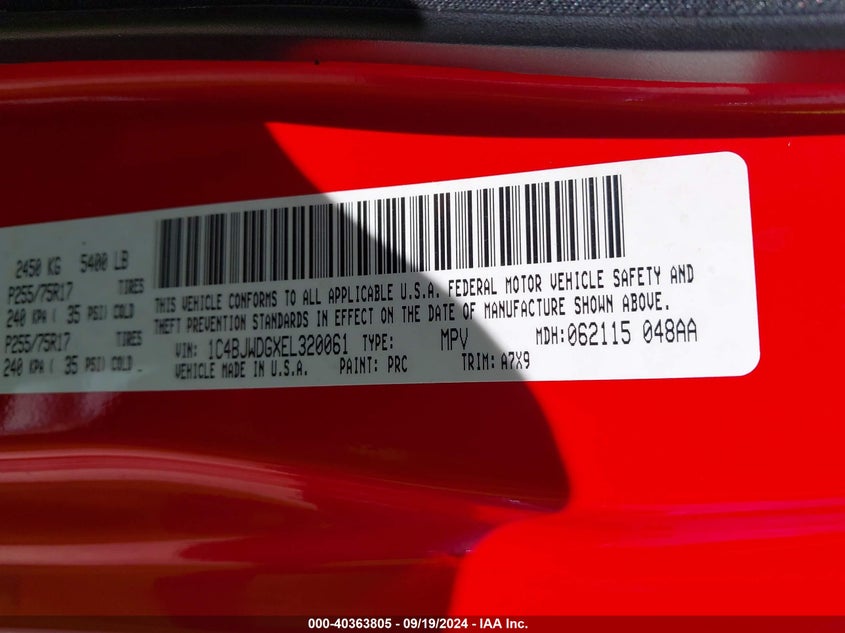 2450 KG 5400 LB
P255/75R17 TIRES
240 KPA ( 35 PSI) COLD
P255/75R17 TIRES
240 KPA ( 35 PSI) COLD
THIS VEHICLE CONFORMS TO ALL APPLICABLE U.S.A. FEDERAL MOTOR VEHICLE SAFETY AND
THEFT PREVENTION STANDARDS IN EFFECT ON THE DATE OF MANUFACTURE SHOWN ABOVE.
VIN: 1C4BJWDGXEL320061 TYPE: MPV MDH:062115 048AA
VEHICLE MADE IN U.S.A. PAINT: PRC TRIM: A7X9
000-40363805 - 09/19/2024 - IAA Inc.